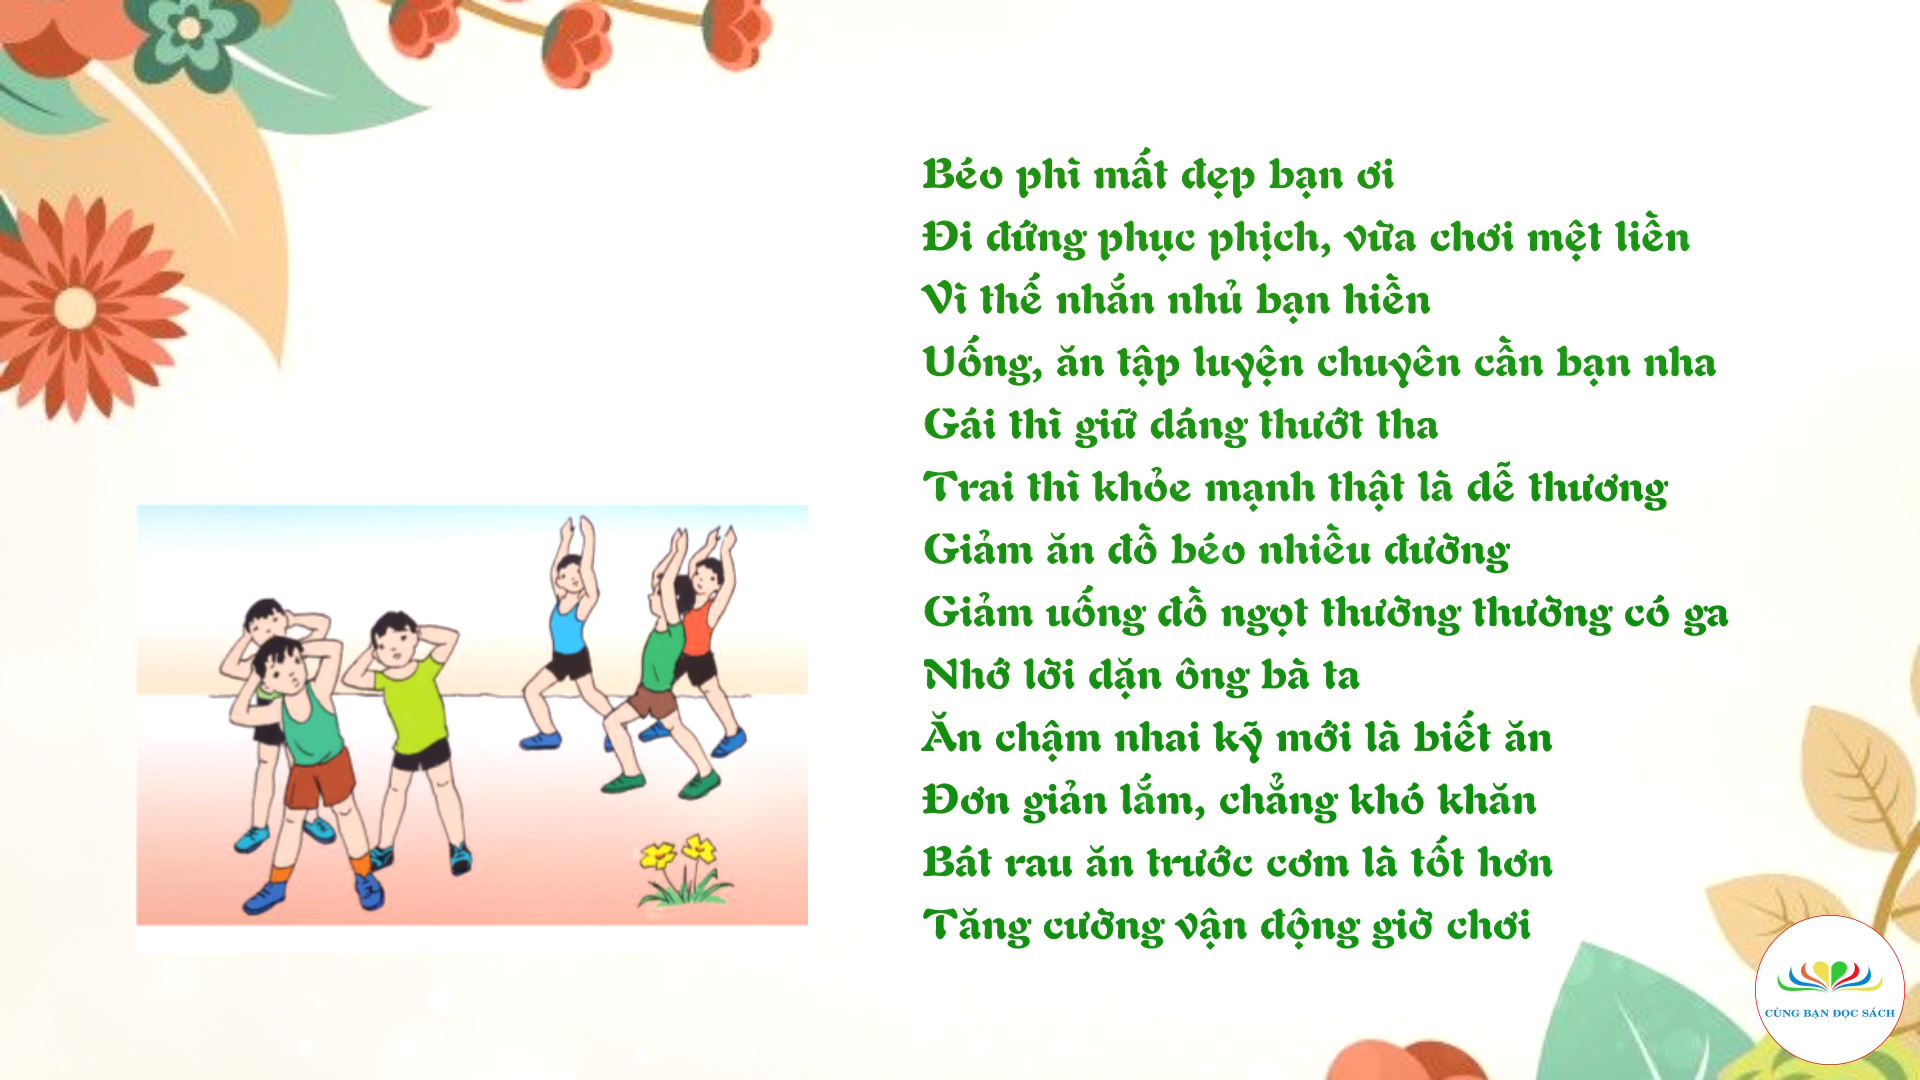 Béo phì mất đẹp bạn ơi
Đi đứng phục phịch, vừa chơi mệt liền
Vì thế nhắn nhủ bạn hiền
Uống, ăn tập luyện chuyên cần bạn nha
Gái thì giữ dáng thướt tha
Trai thì khỏe mạnh thật là dễ thương
Giảm ăn đồ béo nhiều đường
Giảm uống đồ ngọt thường thường có ga
Nhớ lời dặn ông bà ta
Ăn chậm nhai kỹ mới là biết ăn
Đơn giản lắm, chẳng khó khăn
Bát rau ăn trước cơm là tốt hơn
Tăng cường vận động giờ chơi
CÙNG BẠN ĐỌC SÁCH